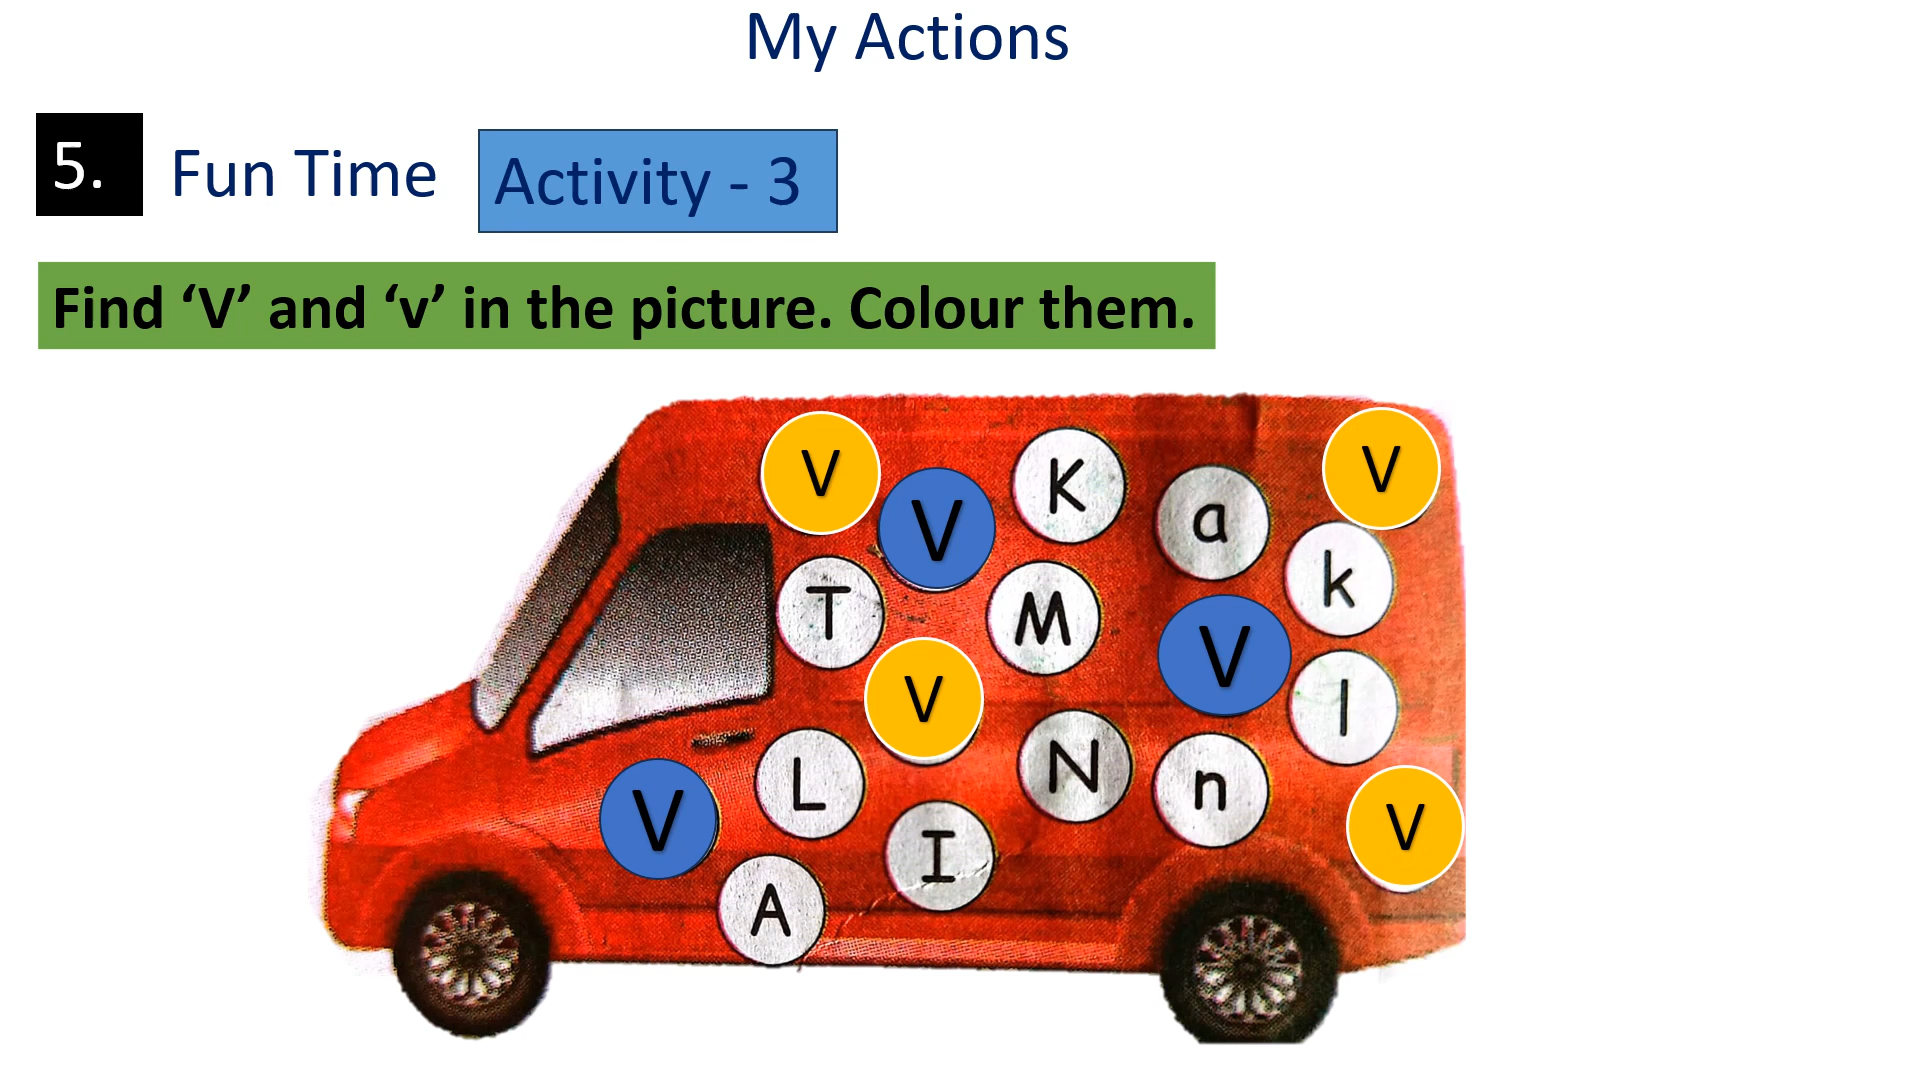 My Actions
5. Fun Time Activity - 3
Find ‘V’ and ‘v’ in the picture. Colour them.
v V K a v
T M k
v V l
V L N n v
A I